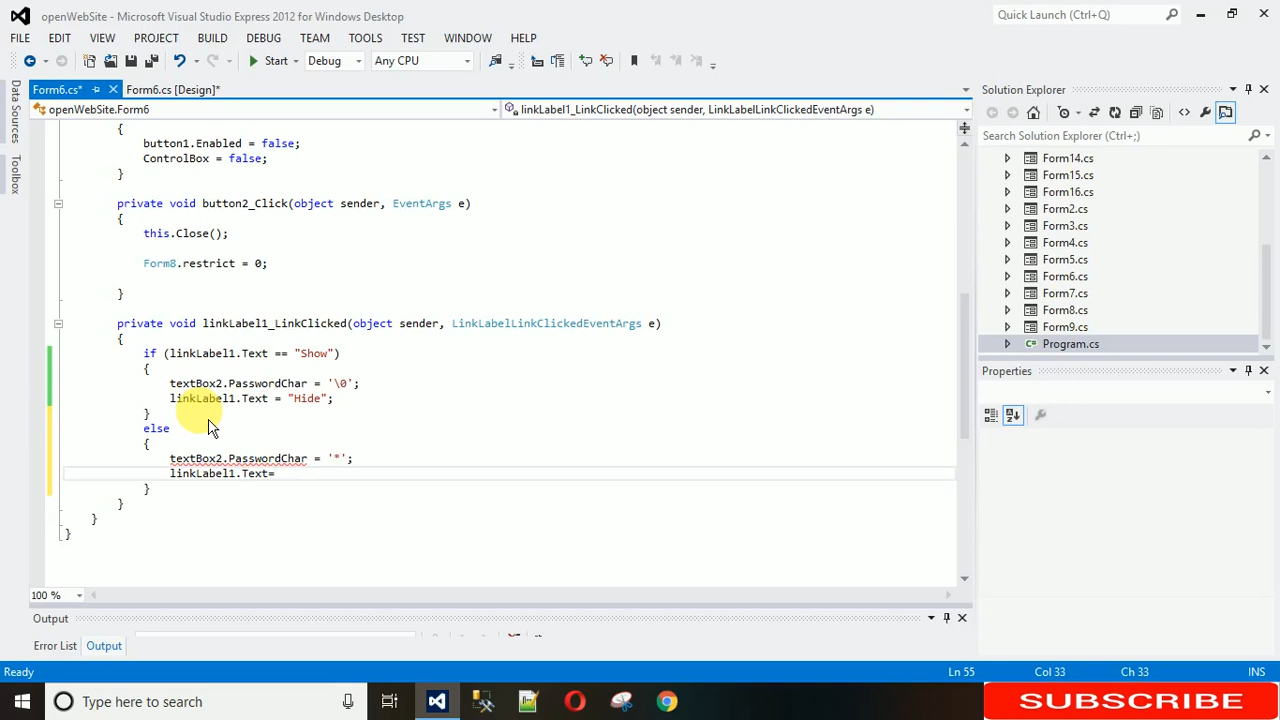 openWebSite - Microsoft Visual Studio Express 2012 for Windows Desktop
Quick Launch (Ctrl+Q)
FILE EDIT VIEW PROJECT BUILD DEBUG TEAM TOOLS TEST WINDOW HELP
Start Debug Any CPU
Data Sources
Toolbox
Form6.cs* Form6.cs [Design]*
openWebSite.Form6
linkLabel1_LinkClicked(object sender, LinkLabelLinkClickedEventArgs e)
{
button1.Enabled = false;
ControlBox = false;
}
private void button2_Click(object sender, EventArgs e)
{
this.Close();
Form8.restrict = 0;
}
private void linkLabel1_LinkClicked(object sender, LinkLabelLinkClickedEventArgs e)
{
if (linkLabel1.Text == "Show")
{
textBox2.PasswordChar = '\0';
linkLabel1.Text = "Hide";
}
else
{
textBox2.PasswordChar = '*';
linkLabel1.Text=
}
}
}
}
100 %
Output
Error List Output
Solution Explorer
Search Solution Explorer (Ctrl+;)
Form14.cs
Form15.cs
Form16.cs
Form2.cs
Form3.cs
Form4.cs
Form5.cs
Form6.cs
Form7.cs
Form8.cs
Form9.cs
Program.cs
Properties
Ready
Ln 55 Col 33 Ch 33 INS
Type here to search
SUBSCRIBE